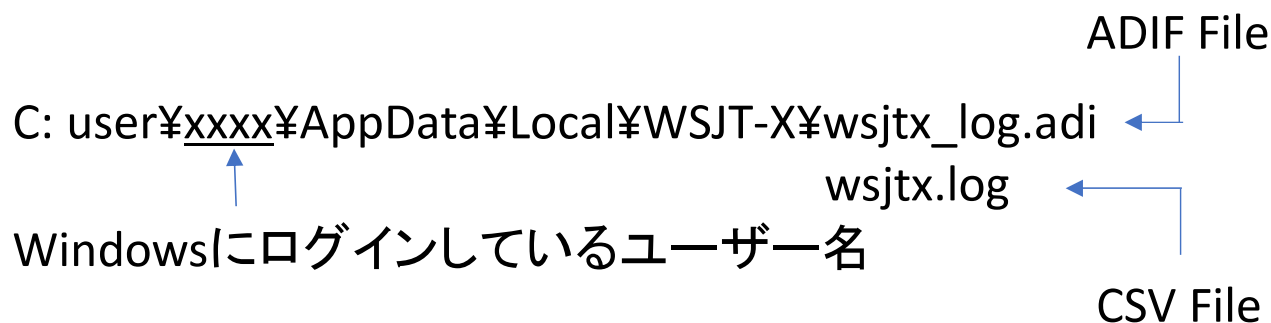 ADIF File
C: user¥xxxx¥AppData¥Local¥WSJT-X¥wsjtx_log.adi
wsjtx.log
Windowsにログインしているユーザー名
CSV File